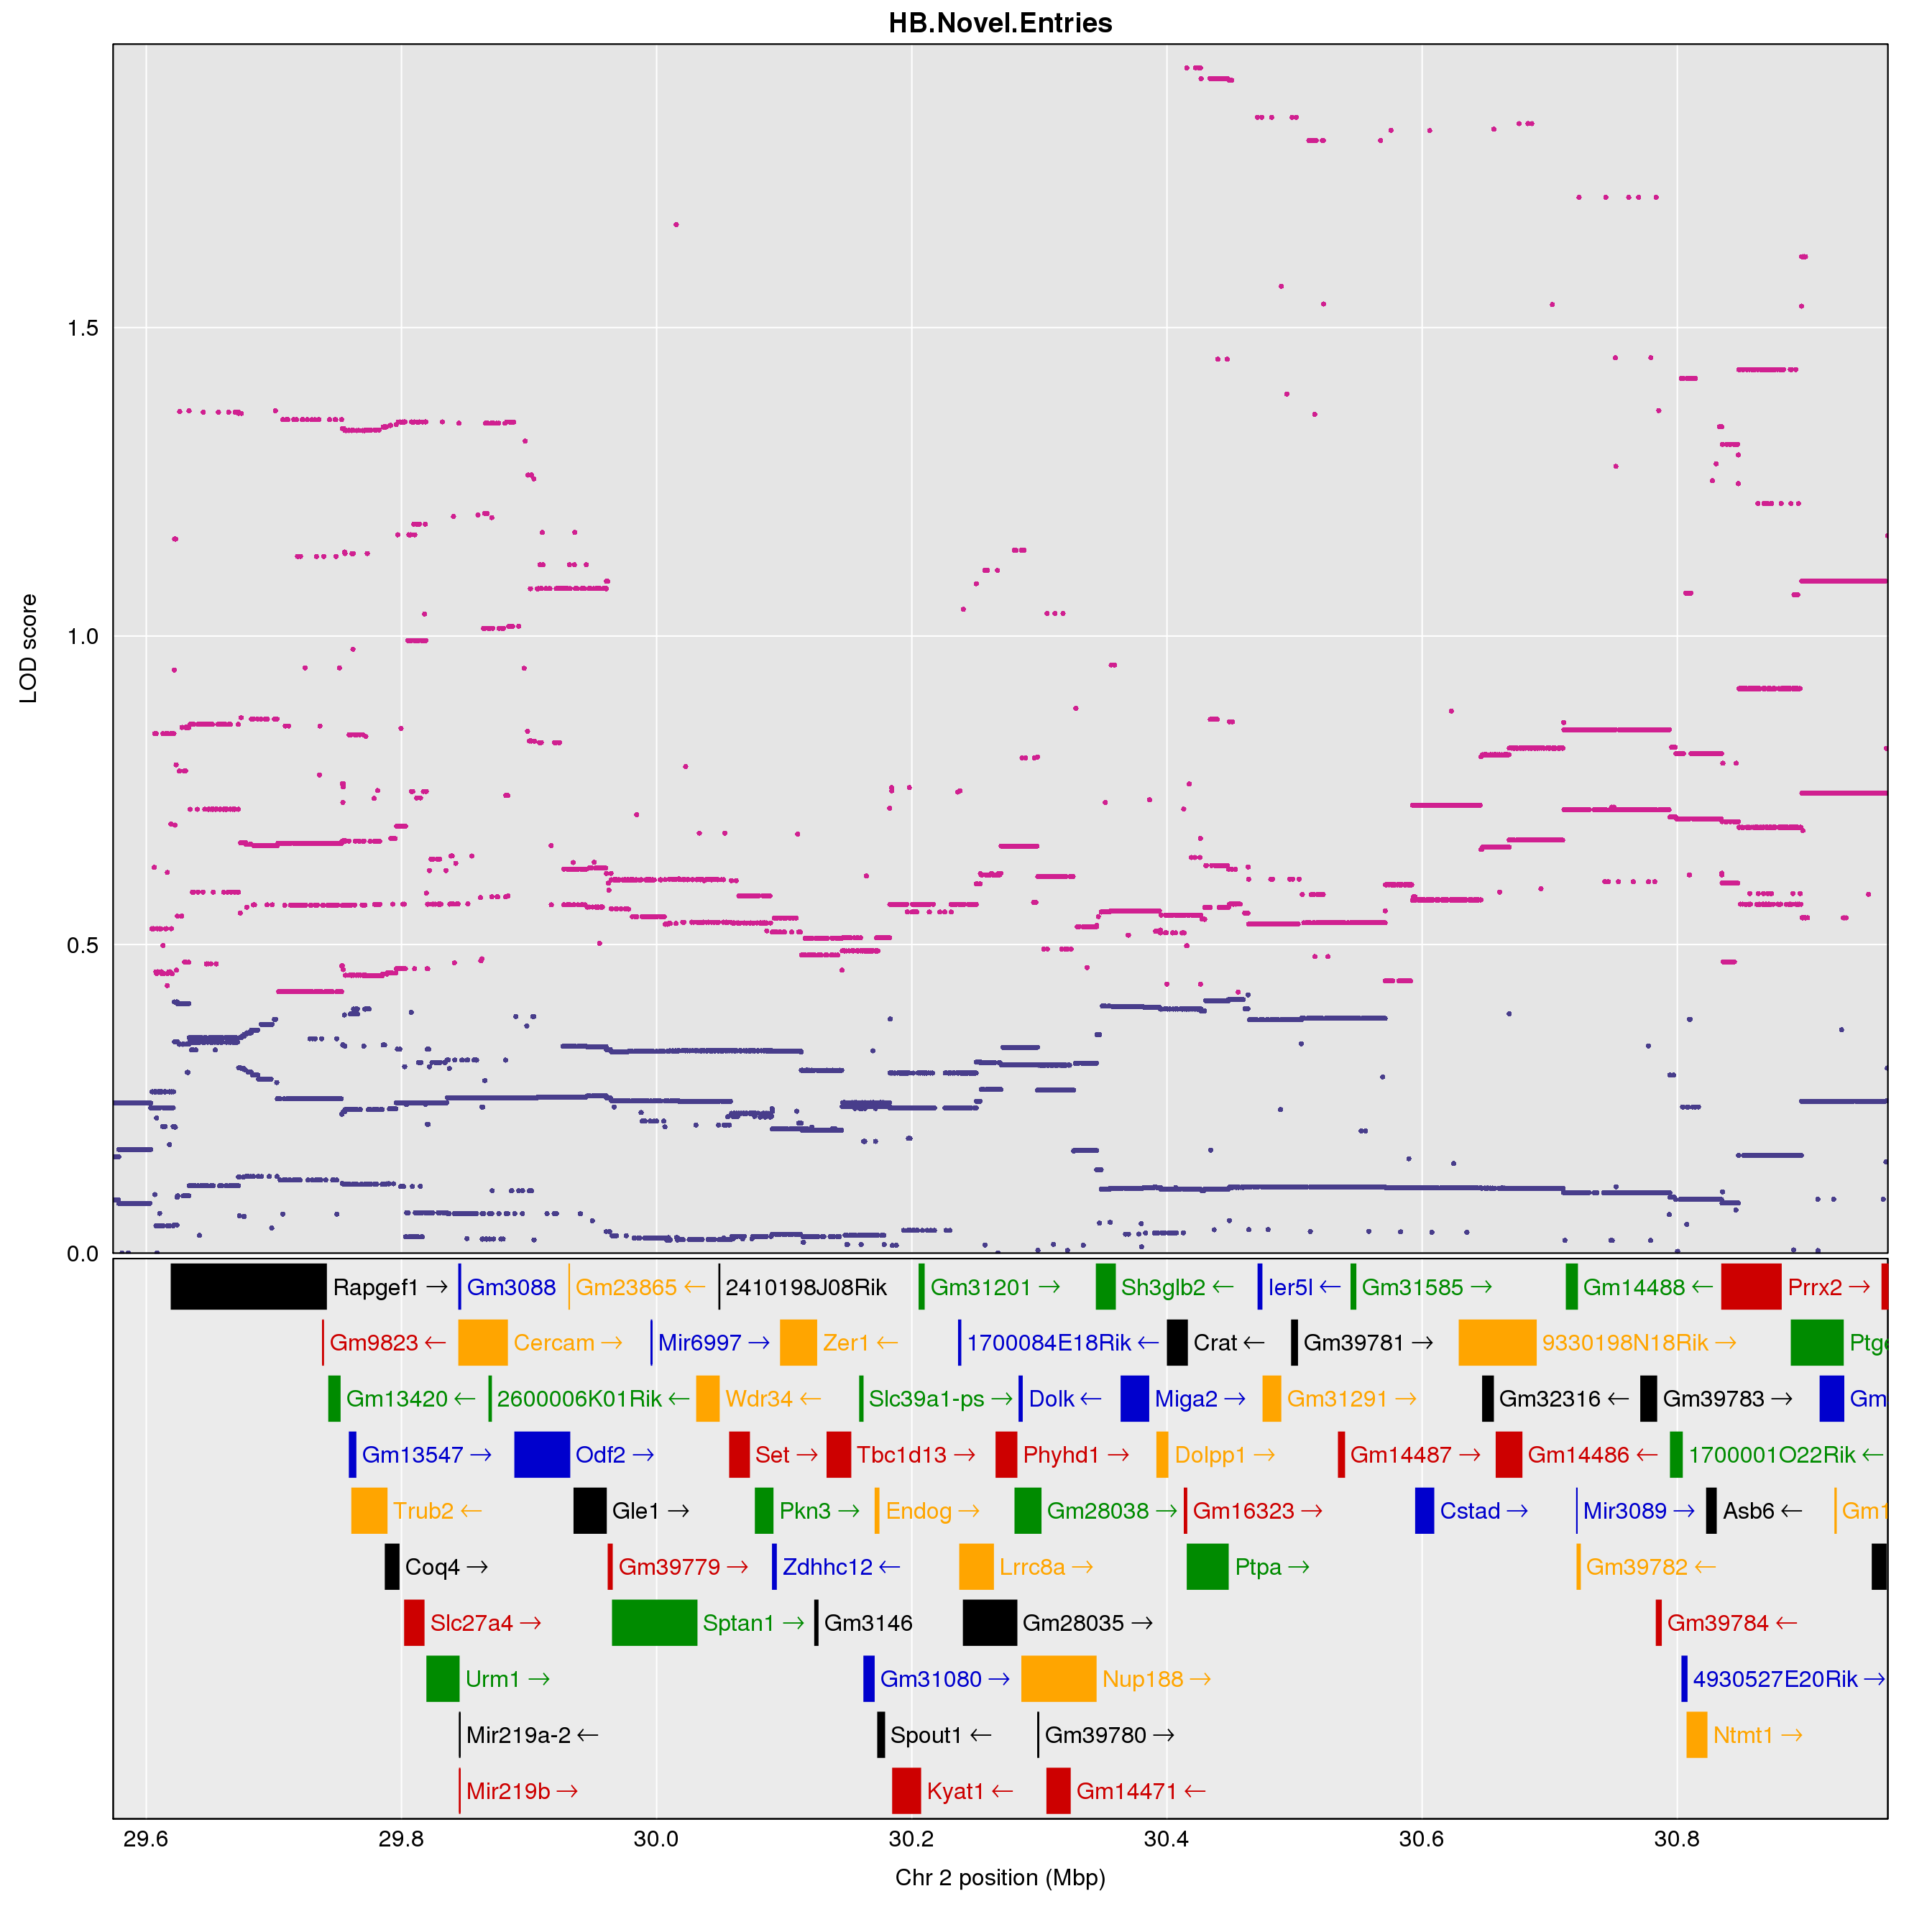 HB.Novel.Entries
LOD score
1.5
1.0
0.5
0.0
Rapgef1 → Gm3088 Gm23865 ← 2410198J08Rik Gm31201 → Sh3glb2 ← Ier5l ← Gm31585 → Gm14488 ← Prrx2 →
Gm9823 ← Cercam → Mir6997 → Zer1 ← 1700084E18Rik ← Crat ← Gm39781 → 9330198N18Rik →
Gm13420 ← 2600006K01Rik ← Wdr34 ← Slc39a1-ps → Dolk ← Miga2 → Gm31291 → Gm32316 ← Gm39783 → Gm
Gm13547 → Odf2 → Set → Tbc1d13 → Phyhd1 → Dolpp1 → Gm14487 → Gm14486 ← 1700001O22Rik ←
Trub2 ← Gle1 → Pkn3 → Endog → Gm28038 → Gm16323 → Cstad → Mir3089 → Asb6 ← Gm1
Coq4 → Gm39779 → Zdhhc12 ← Lrrc8a → Ptpa → Gm39782 ←
Slc27a4 → Sptan1 → Gm3146 Gm28035 → Gm39784 ←
Urm1 → Gm31080 → Nup188 → 4930527E20Rik →
Mir219a-2 ← Spout1 ← Gm39780 → Ntmt1 →
Mir219b → Kyat1 ← Gm14471 ←
29.6 29.8 30.0 30.2 30.4 30.6 30.8
Chr 2 position (Mbp)